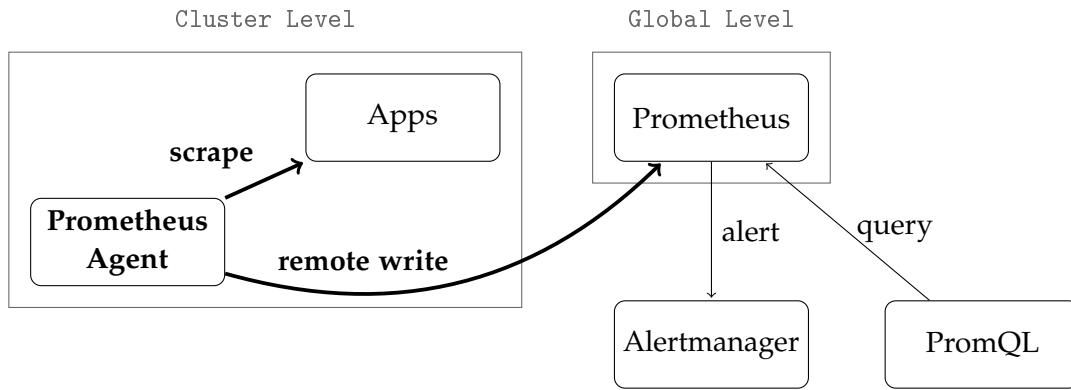 Cluster Level
Global Level
Apps
Prometheus
scrape
Prometheus
Agent
remote write
alert
query
Alertmanager
PromQL